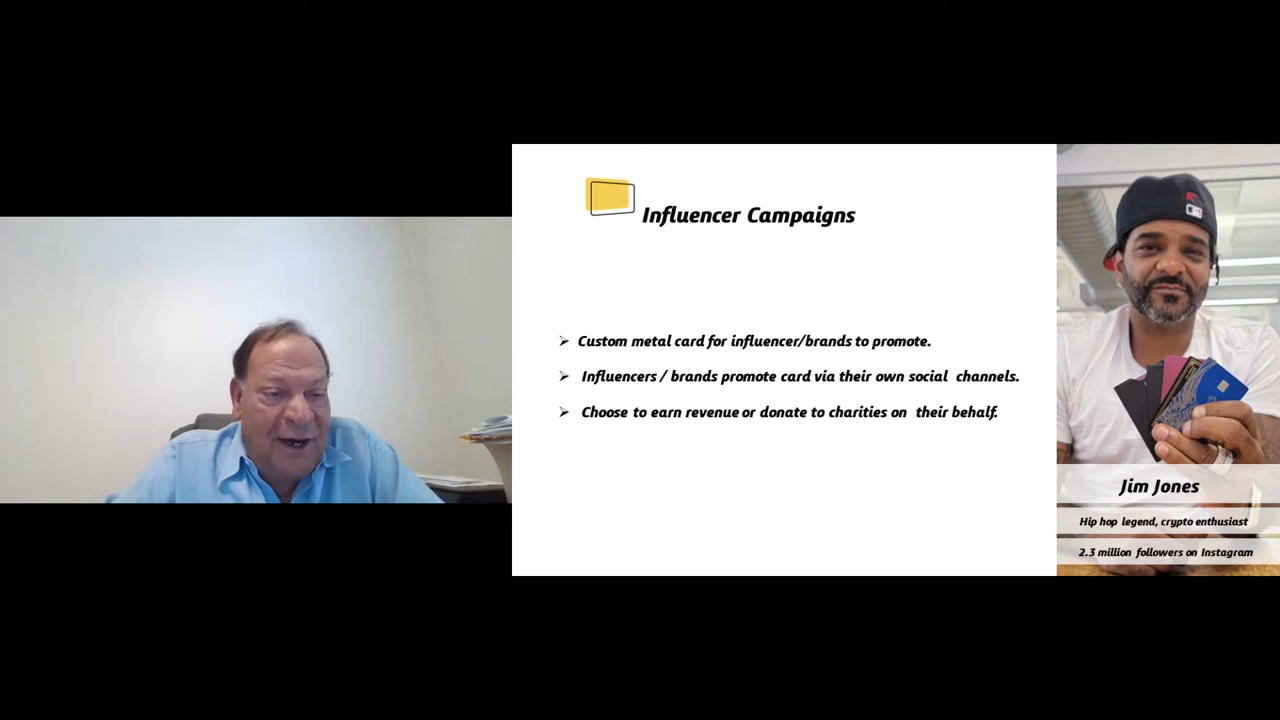 Influencer Campaigns
Custom metal card for influencer/brands to promote.
Influencers / brands promote card via their own social channels.
Choose to earn revenue or donate to charities on their behalf.
Jim Jones
Hip hop legend, crypto enthusiast
2.3 million followers on Instagram